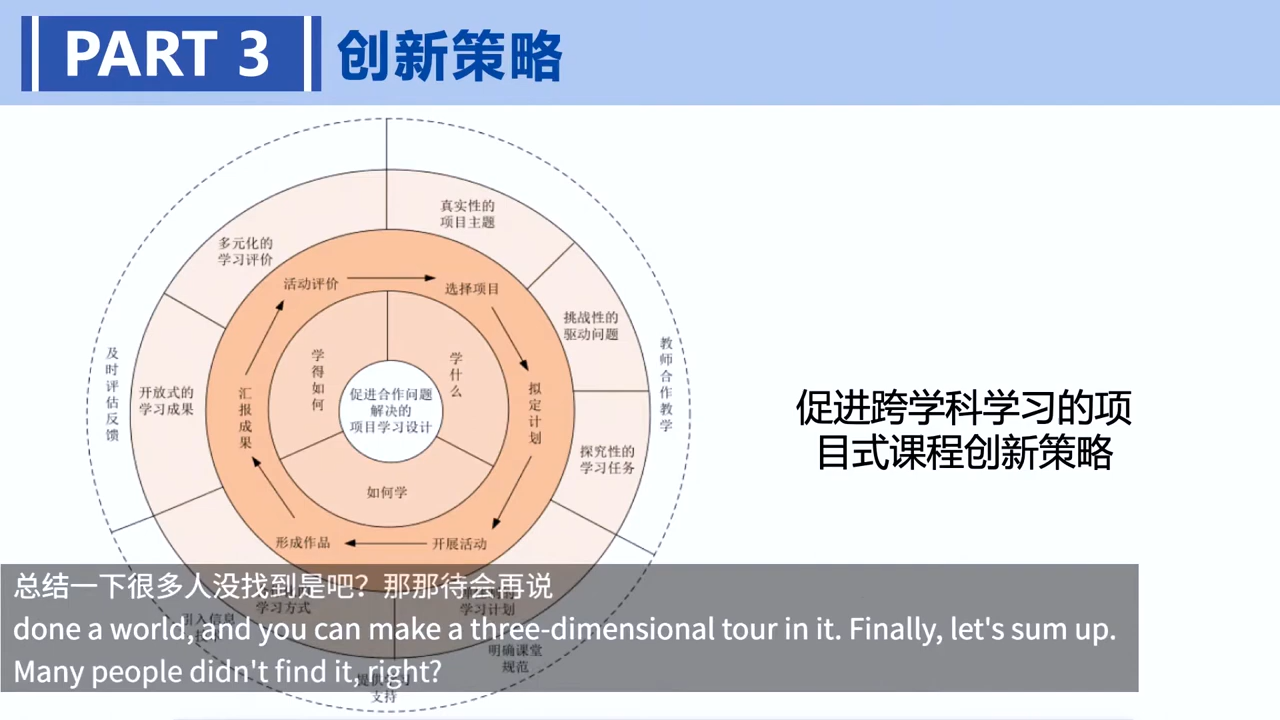 PART 3
创新策略
真实性的
项目主题
多元化的
学习评价
活动评价
选择项目
挑战性的
驱动问题
学得如何
学什么
及时评估反馈
教师合作教学
开放式的
学习成果
汇报成果
促进合作问题
解决的
项目学习设计
拟定计划
促进跨学科学习的项
目式课程创新策略
探究性的
学习任务
如何学
形成作品
开展活动
总结一下很多人没找到是吧？那那待会再说
done a world, and you can make a three-dimensional tour in it. Finally, let's sum up.
Many people didn't find it, right?
学习方式
学习计划
引入信息
明确课堂
规范
支持